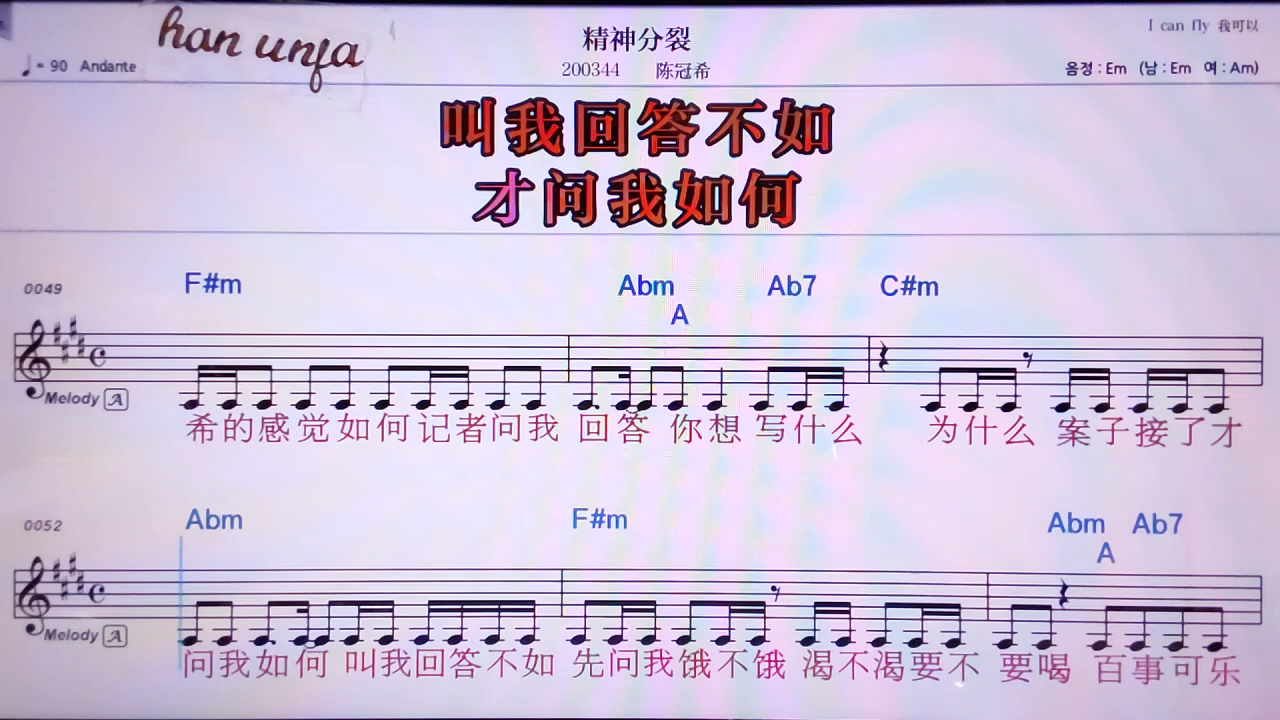 han unja
精神分裂
I can fly 我可以
♩= 90 Andante
200344 陈冠希
음정 : Em (남 : Em 여 : Am)
叫我回答不如
才问我如何
0049 F#m Abm Ab7 C#m
A
Melody A
希的感觉如何记者问我 回答 你想 写什么 为什么 案子接了才
0052 Abm F#m Abm Ab7
A
Melody A
问我如何 叫我回答不如 先问我饿不饿 渴不渴要不 要喝 百事可乐